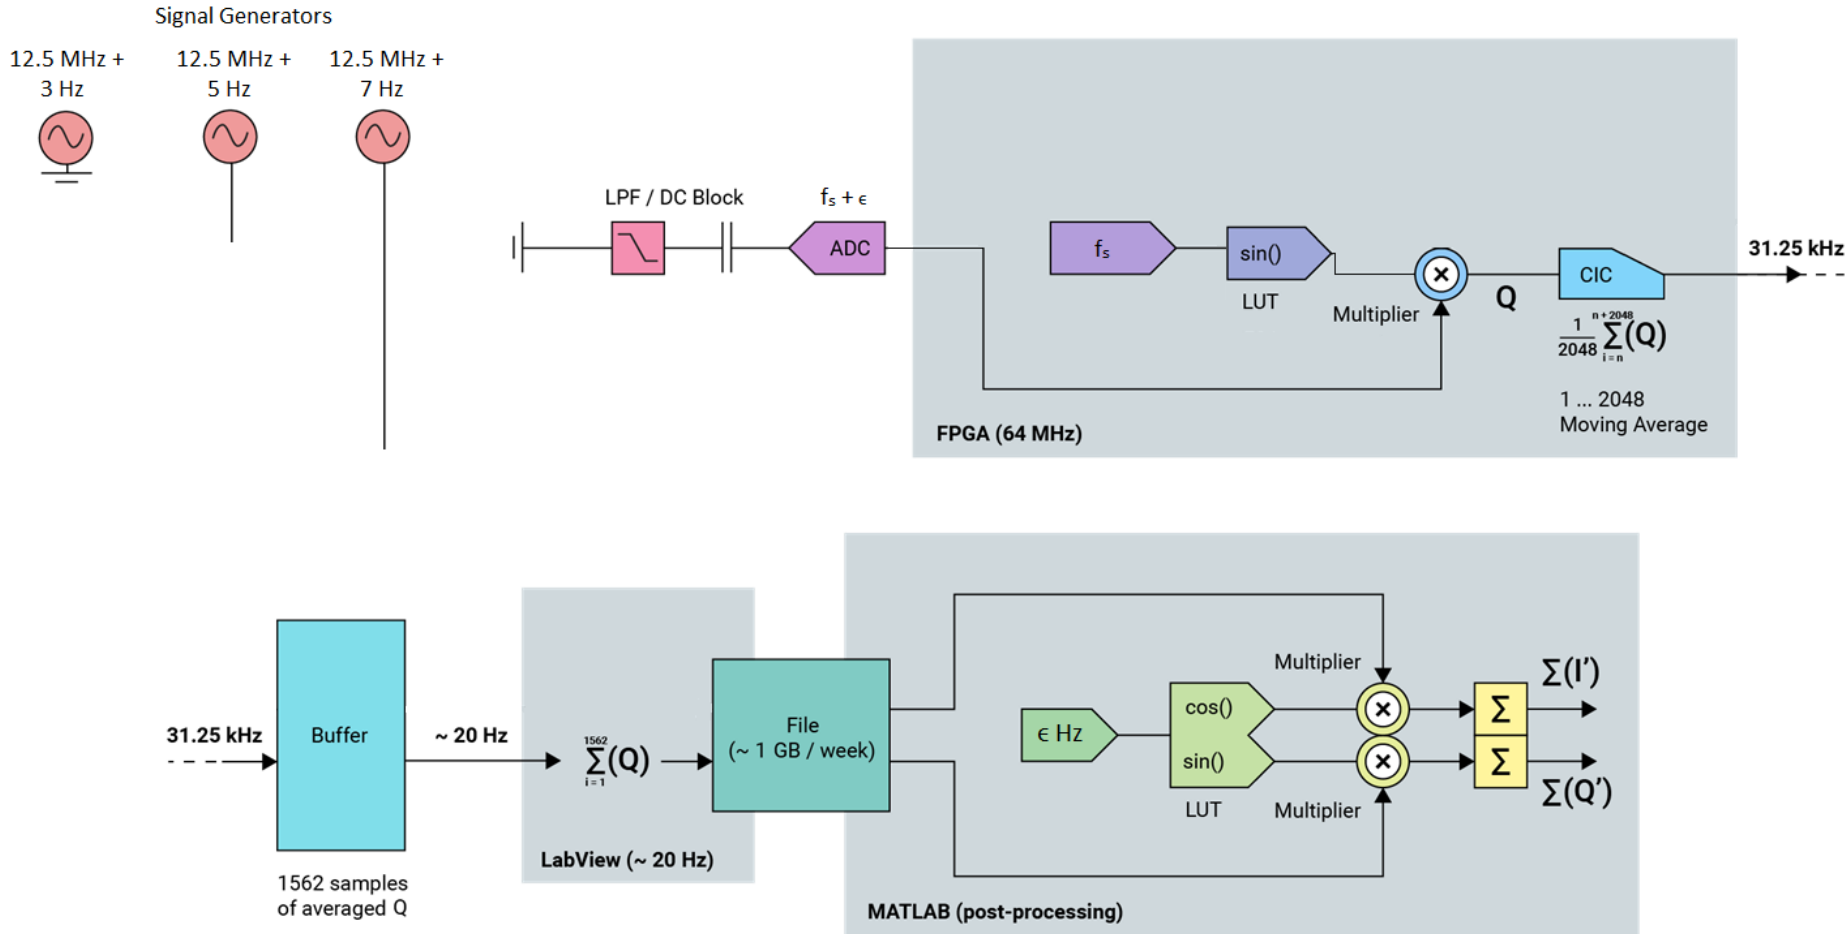 Signal Generators
12.5 MHz + 12.5 MHz + 12.5 MHz +
3 Hz 5 Hz 7 Hz
LPF / DC Block
fₛ + ϵ
ADC
fₛ
sin()
LUT
Multiplier
Q
CIC
31.25 kHz
n + 2048
1/2048 Σ(Q)
i = n
1 ... 2048
Moving Average
FPGA (64 MHz)
31.25 kHz
Buffer
~ 20 Hz
1562 samples
of averaged Q
1562
Σ(Q)
i = 1
LabView (~ 20 Hz)
File
(~ 1 GB / week)
ϵ Hz
cos()
sin()
LUT
Multiplier
Multiplier
Σ
Σ
Σ(I’)
Σ(Q’)
MATLAB (post-processing)